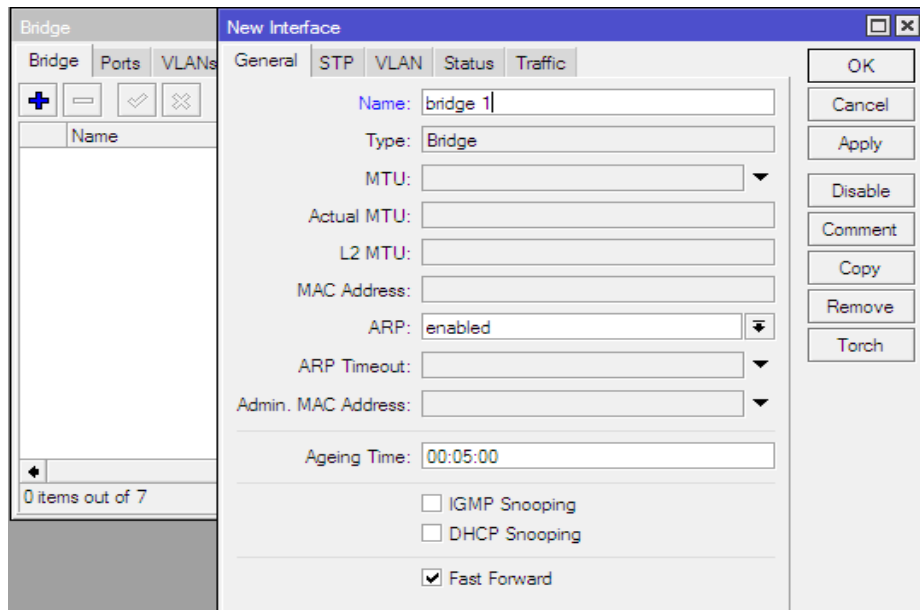 Bridge
Bridge Ports VLANs
Name
0 items out of 7
New Interface
General STP VLAN Status Traffic
Name: bridge 1
Type: Bridge
MTU:
Actual MTU:
L2 MTU:
MAC Address:
ARP: enabled
ARP Timeout:
Admin. MAC Address:
Ageing Time: 00:05:00
IGMP Snooping
DHCP Snooping
Fast Forward
OK
Cancel
Apply
Disable
Comment
Copy
Remove
Torch